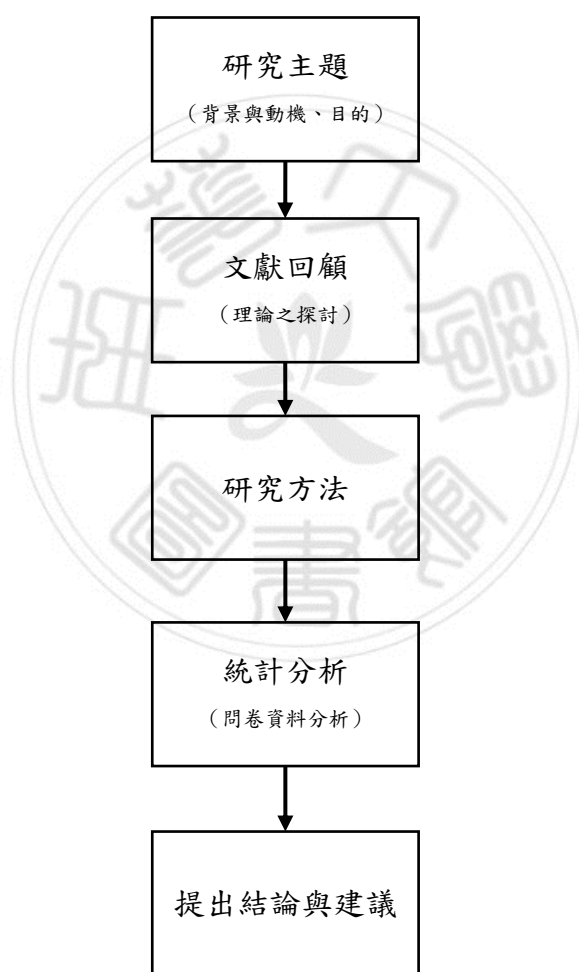 研究主題
（背景與動機、目的）
文獻回顧
（理論之探討）
研究方法
統計分析
（問卷資料分析）
提出結論與建議